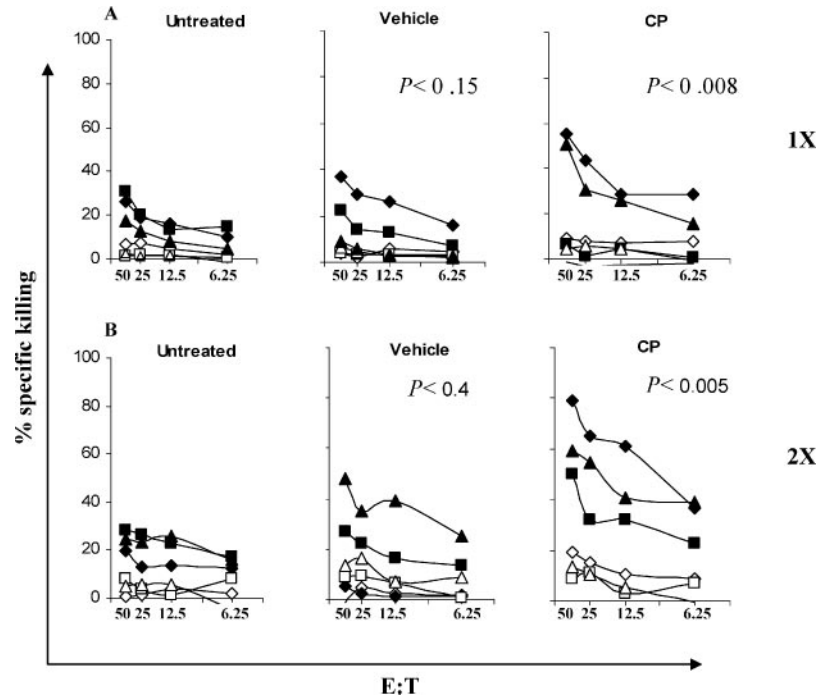 A
Untreated
Vehicle
CP
100
80
60
40
20
0
P< 0 .15
P< 0 .008
1X
50 25 12.5 6.25
50 25 12.5 6.25
50 25 12.5 6.25
B
Untreated
Vehicle
CP
100
80
60
40
20
0
P< 0.4
P< 0.005
2X
50 25 12.5 6.25
50 25 12.5 6.25
50 25 12.5 6.25
% specific killing
E:T